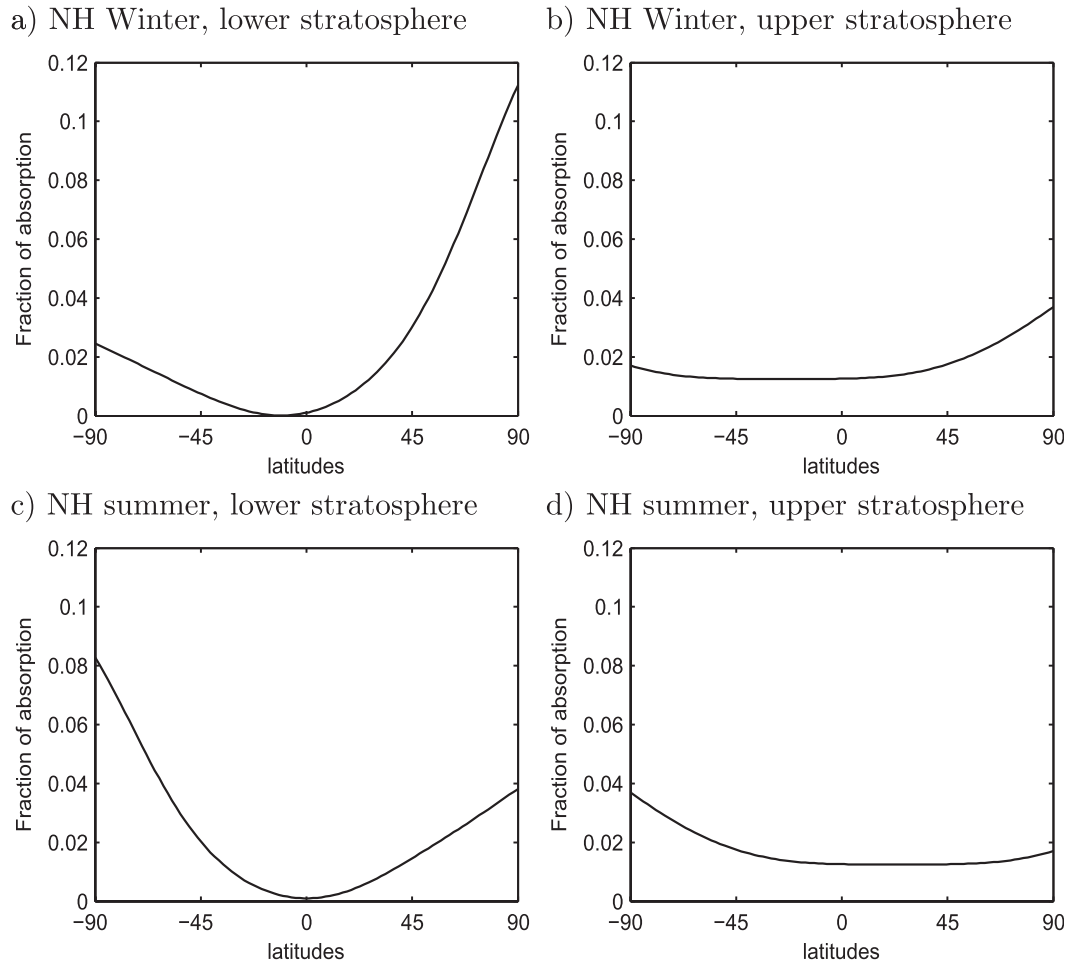 a) NH Winter, lower stratosphere
0.12
0.1
0.08
0.06
0.04
0.02
0
Fraction of absorption
−90 −45 0 45 90
latitudes
b) NH Winter, upper stratosphere
0.12
0.1
0.08
0.06
0.04
0.02
0
Fraction of absorption
−90 −45 0 45 90
latitudes
c) NH summer, lower stratosphere
0.12
0.1
0.08
0.06
0.04
0.02
0
Fraction of absorption
−90 −45 0 45 90
latitudes
d) NH summer, upper stratosphere
0.12
0.1
0.08
0.06
0.04
0.02
0
Fraction of absorption
−90 −45 0 45 90
latitudes